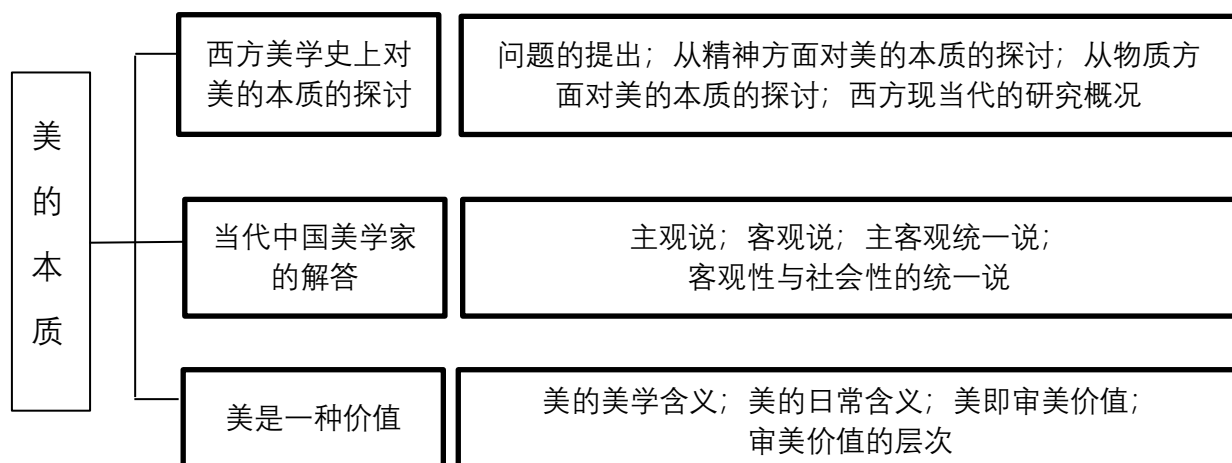 美
的
本
质
西方美学史上对
美的本质的探讨
问题的提出；从精神方面对美的本质的探讨；从物质方
面对美的本质的探讨；西方现当代的研究概况
当代中国美学家
的解答
主观说；客观说；主客观统一说；
客观性与社会性的统一说
美是一种价值
美的美学含义；美的日常含义；美即审美价值；
审美价值的层次